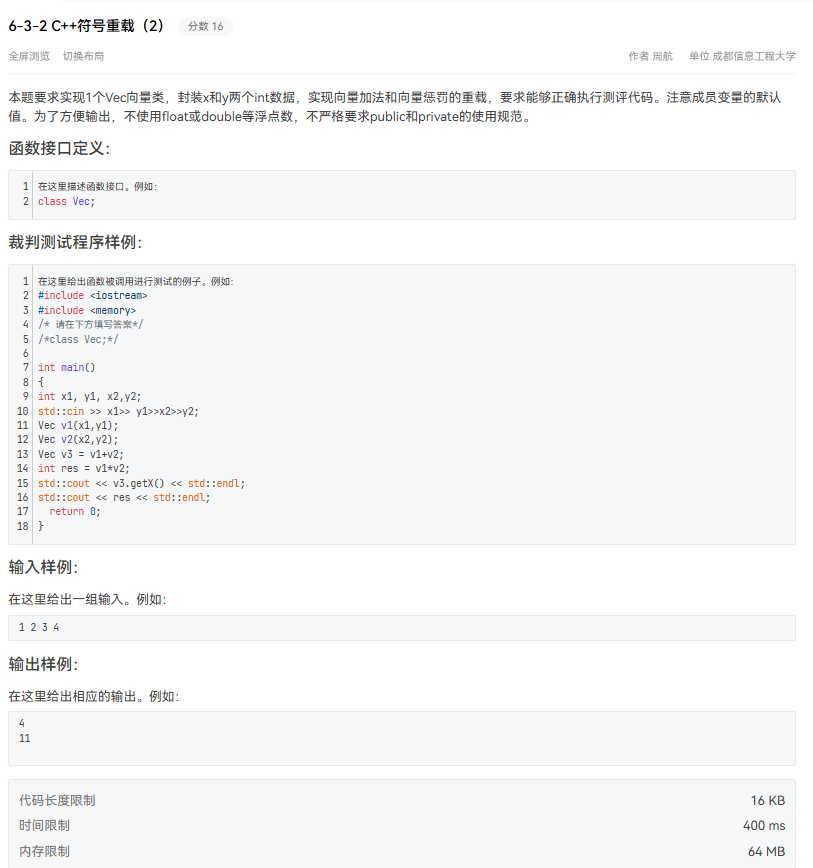 6-3-2 C++符号重载（2） 分数 16
全屏浏览 切换布局 作者 周航 单位 成都信息工程大学
本题要求实现1个Vec向量类，封装x和y两个int数据，实现向量加法和向量惩罚的重载，要求能够正确执行测评代码。注意成员变量的默认
值。为了方便输出，不使用float或double等浮点数，不严格要求public和private的使用规范。
函数接口定义：
1 在这里描述函数接口。例如：
2 class Vec;
裁判测试程序样例：
1 在这里给出函数被调用进行测试的例子。例如：
2 #include <iostream>
3 #include <memory>
4 /* 请在下方填写答案*/
5 /*class Vec;*/
6
7 int main()
8 {
9 int x1, y1, x2,y2;
10 std::cin >> x1>> y1>>x2>>y2;
11 Vec v1(x1,y1);
12 Vec v2(x2,y2);
13 Vec v3 = v1+v2;
14 int res = v1*v2;
15 std::cout << v3.getX() << std::endl;
16 std::cout << res << std::endl;
17 return 0;
18 }
输入样例：
在这里给出一组输入。例如：
1 2 3 4
输出样例：
在这里给出相应的输出。例如：
4
11
代码长度限制 16 KB
时间限制 400 ms
内存限制 64 MB